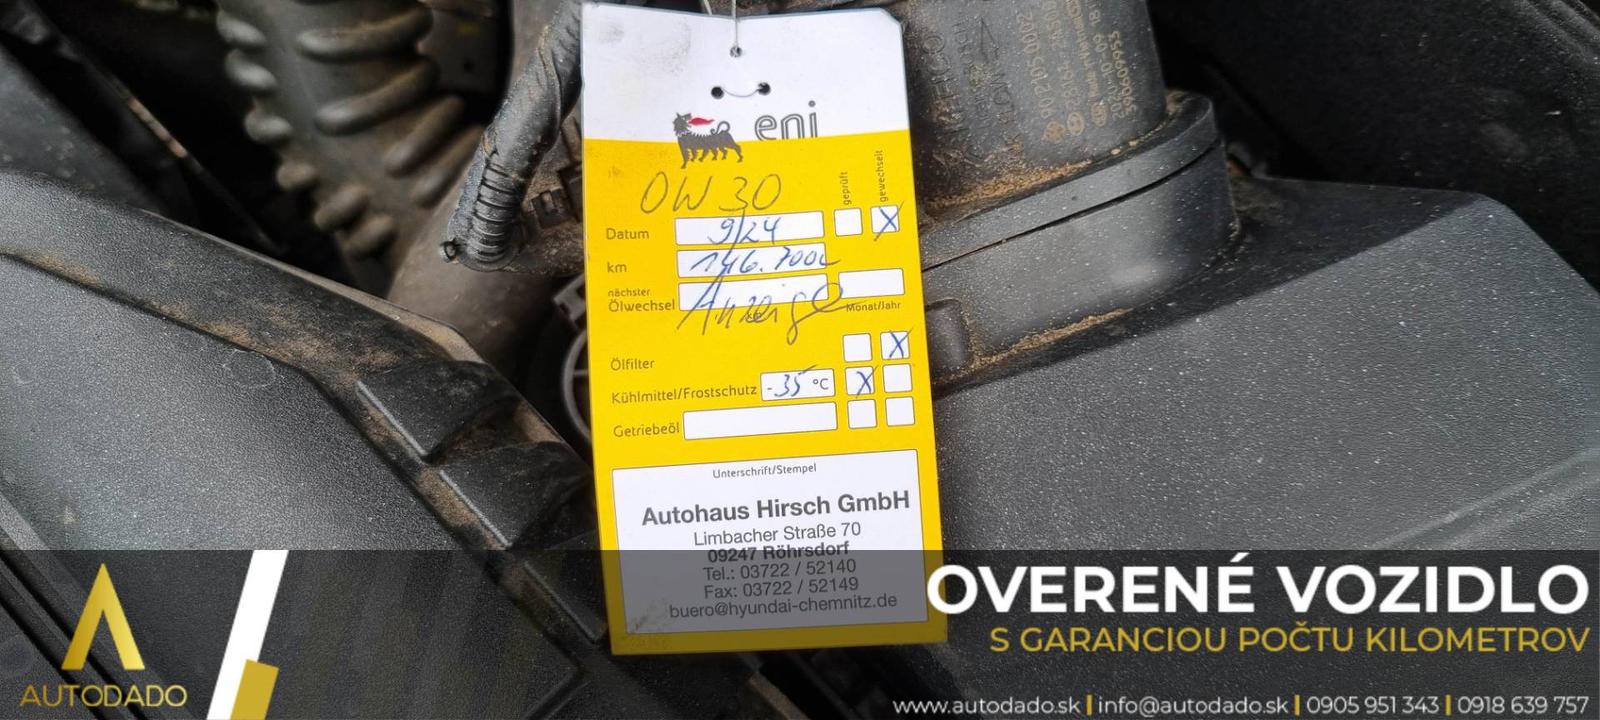 eni
0W30
geprüft
gewechselt
Datum 9/24 X
km
nächster
Ölwechsel Anzeige
km Monat/Jahr
Ölfilter X
Kühlmittel/Frostschutz -35 °C X
Getriebeöl
Unterschrift/Stempel
Autohaus Hirsch GmbH
Limbacher Straße 70
09247 Röhrsdorf
Tel.: 03722 / 52140
Fax: 03722 / 52149
buero@hyundai-chemnitz.de
AUTODADO
OVERENÉ VOZIDLO
S GARANCIOU POČTU KILOMETROV
www.autodado.sk | info@autodado.sk | 0905 951 343 | 0918 639 757